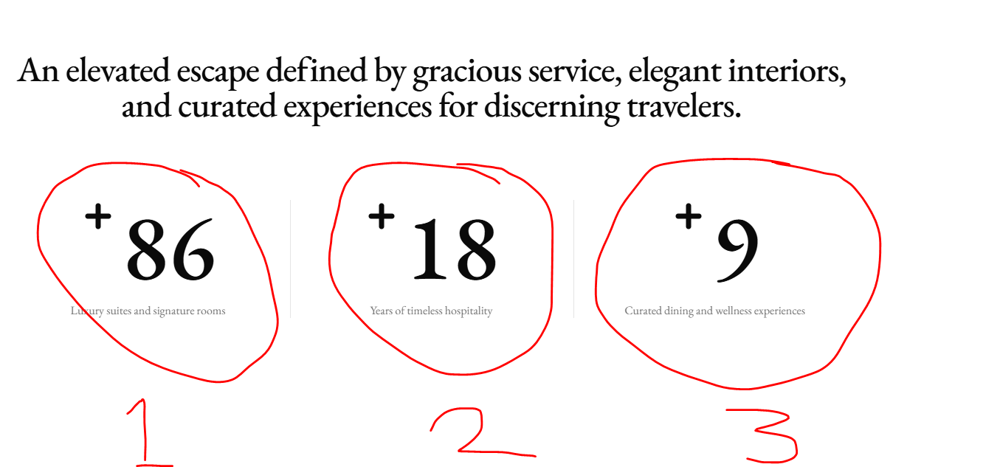 An elevated escape defined by gracious service, elegant interiors,
and curated experiences for discerning travelers.
+86
Luxury suites and signature rooms
+18
Years of timeless hospitality
+9
Curated dining and wellness experiences
1
2
3